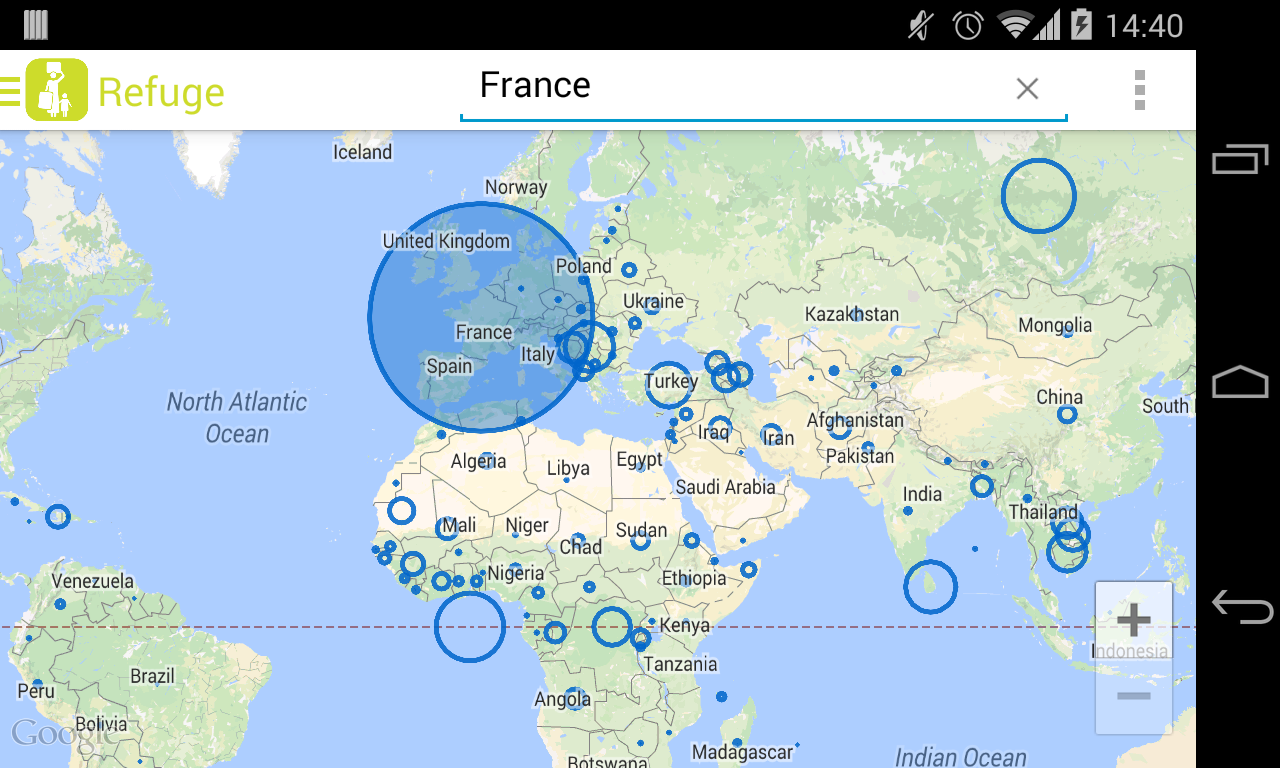 14:40
Refuge
France
Iceland
Norway
United Kingdom
Poland
Ukraine
France
Kazakhstan
Mongolia
Italy
Spain
Turkey
North Atlantic
Ocean
China
South
Afghanistan
Iraq
Iran
Pakistan
Algeria
Libya
Egypt
Saudi Arabia
India
Thailand
Mali
Niger
Sudan
Chad
Venezuela
Nigeria
Ethiopia
Kenya
Indonesia
Tanzania
Brazil
Peru
Angola
Bolivia
Google
Madagascar
Indian Ocean
Botswana